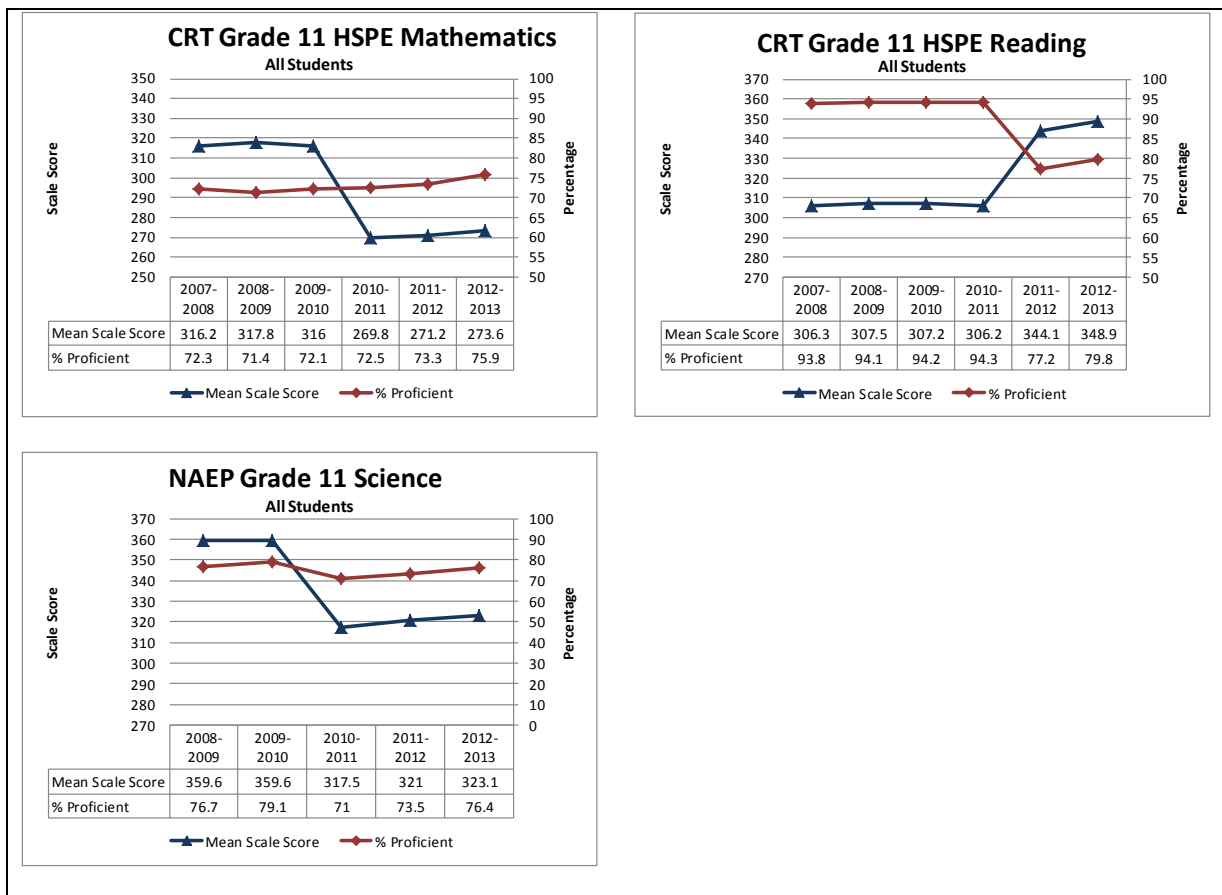 CRT Grade 11 HSPE Mathematics
All Students
Scale Score
Percentage
350
340
330
320
310
300
290
280
270
260
250
100
95
90
85
80
75
70
65
60
55
50
2007-2008 2008-2009 2009-2010 2010-2011 2011-2012 2012-2013
Mean Scale Score 316.2 317.8 316 269.8 271.2 273.6
% Proficient 72.3 71.4 72.1 72.5 73.3 75.9
Mean Scale Score % Proficient
CRT Grade 11 HSPE Reading
All Students
Scale Score
Percentage
370
360
350
340
330
320
310
300
290
280
270
100
95
90
85
80
75
70
65
60
55
50
2007-2008 2008-2009 2009-2010 2010-2011 2011-2012 2012-2013
Mean Scale Score 306.3 307.5 307.2 306.2 344.1 348.9
% Proficient 93.8 94.1 94.2 94.3 77.2 79.8
Mean Scale Score % Proficient
NAEP Grade 11 Science
All Students
Scale Score
Percentage
370
360
350
340
330
320
310
300
290
280
270
100
90
80
70
60
50
40
30
20
10
0
2008-2009 2009-2010 2010-2011 2011-2012 2012-2013
Mean Scale Score 359.6 359.6 317.5 321 323.1
% Proficient 76.7 79.1 71 73.5 76.4
Mean Scale Score % Proficient